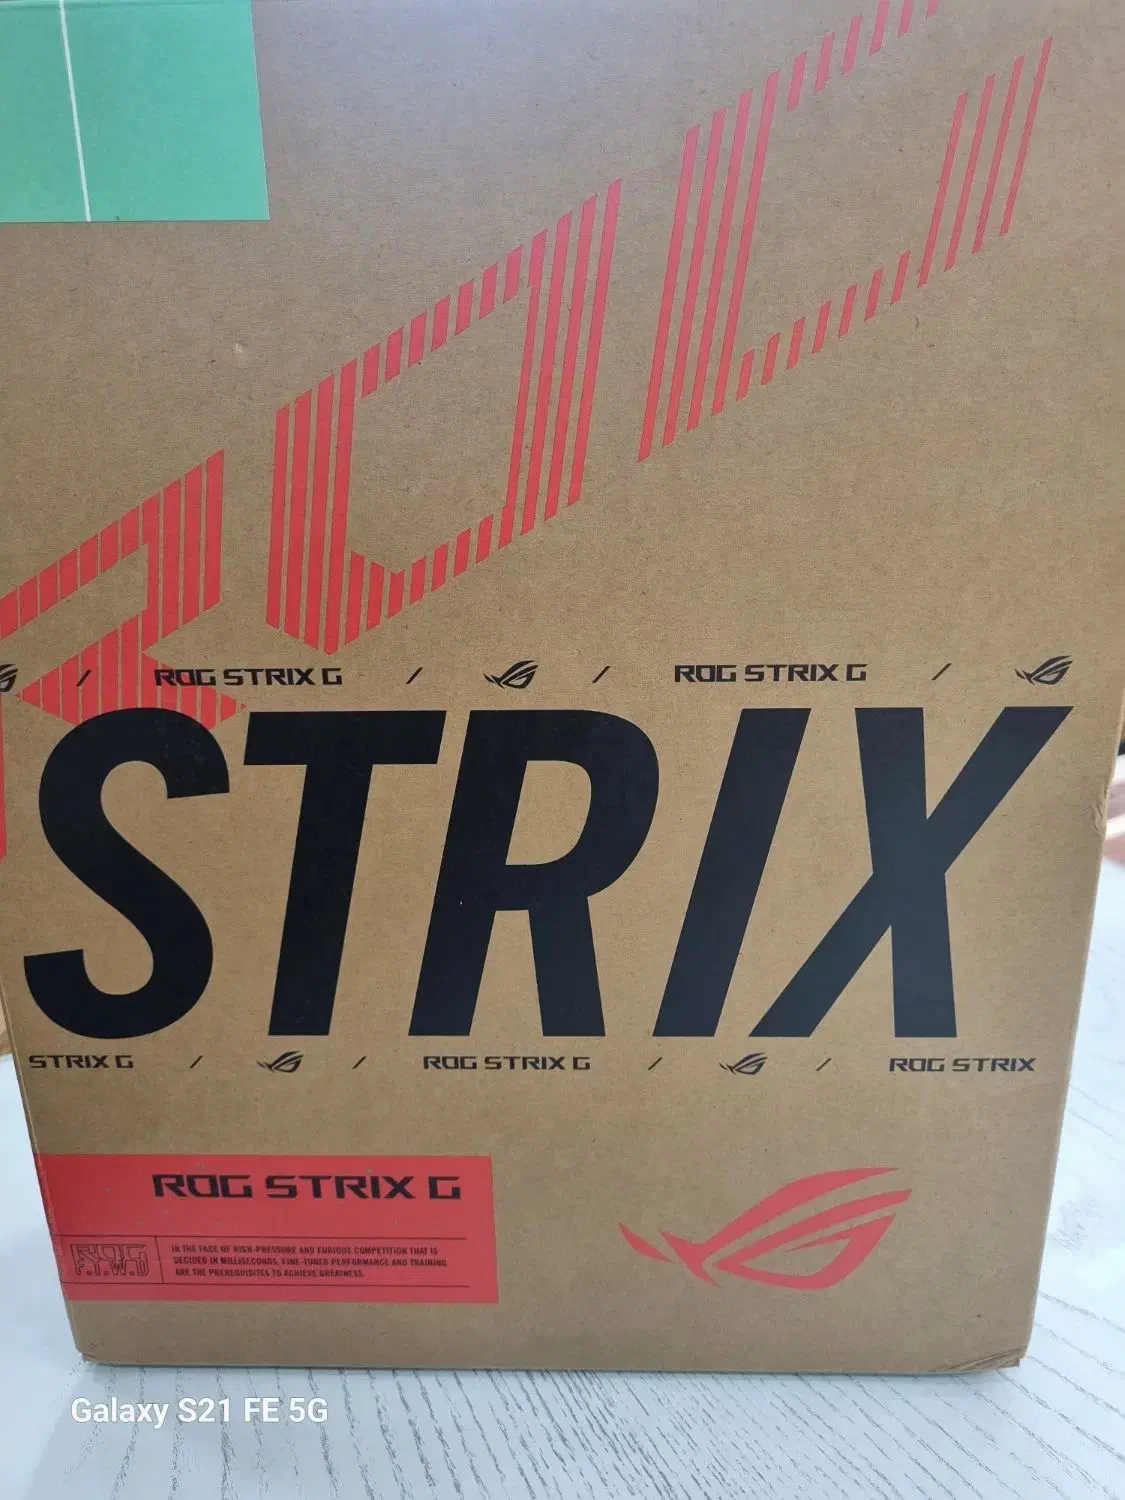 ROG
ROG STRIX G / / ROG STRIX G /
STRIX
STRIX G / / ROG STRIX G / / ROG STRIX
ROG STRIX G
F.Y.W.D
IN THE FACE OF HIGH-PRESSURE AND FURIOUS COMPETITION THAT IS
DECIDED IN MILLISECONDS, FINE-TUNED PERFORMANCE AND TRAINING
ARE THE PREREQUISITES TO ACHIEVE GREATNESS.
Galaxy S21 FE 5G